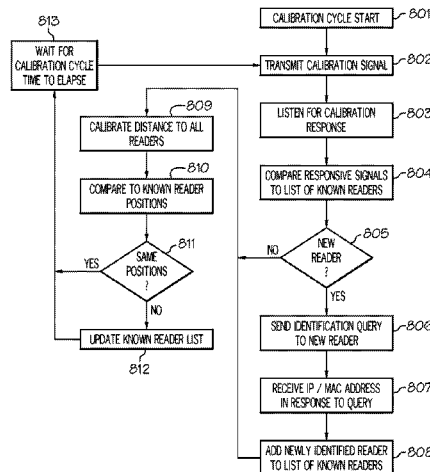 813
WAIT FOR
CALIBRATION CYCLE
TIME TO ELAPSE
CALIBRATION CYCLE START
801
TRANSMIT CALIBRATION SIGNAL
802
LISTEN FOR CALIBRATION
RESPONSE
803
COMPARE RESPONSIVE SIGNALS
TO LIST OF KNOWN READERS
804
NEW
READER
?
805
NO
YES
SEND IDENTIFICATION QUERY
TO NEW READER
806
RECEIVE IP / MAC ADDRESS
IN RESPONSE TO QUERY
807
ADD NEWLY IDENTIFIED READER
TO LIST OF KNOWN READERS
808
809
CALIBRATE DISTANCE TO ALL
READERS
810
COMPARE TO KNOWN READER
POSITIONS
811
SAME
POSITIONS
?
YES
NO
UPDATE KNOWN READER LIST
812